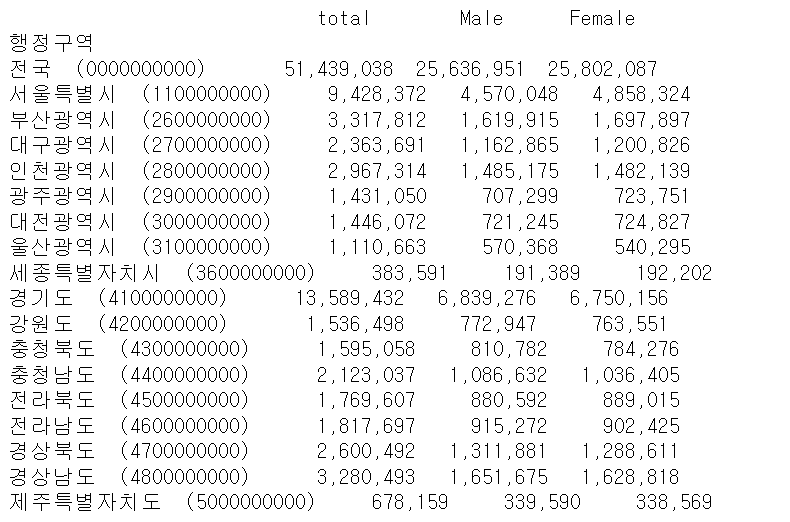 total Male Female
행정구역
전국 (0000000000) 51,439,038 25,636,951 25,802,087
서울특별시 (1100000000) 9,428,372 4,570,048 4,858,324
부산광역시 (2600000000) 3,317,812 1,619,915 1,697,897
대구광역시 (2700000000) 2,363,691 1,162,865 1,200,826
인천광역시 (2800000000) 2,967,314 1,485,175 1,482,139
광주광역시 (2900000000) 1,431,050 707,299 723,751
대전광역시 (3000000000) 1,446,072 721,245 724,827
울산광역시 (3100000000) 1,110,663 570,368 540,295
세종특별자치시 (3600000000) 383,591 191,389 192,202
경기도 (4100000000) 13,589,432 6,839,276 6,750,156
강원도 (4200000000) 1,536,498 772,947 763,551
충청북도 (4300000000) 1,595,058 810,782 784,276
충청남도 (4400000000) 2,123,037 1,086,632 1,036,405
전라북도 (4500000000) 1,769,607 880,592 889,015
전라남도 (4600000000) 1,817,697 915,272 902,425
경상북도 (4700000000) 2,600,492 1,311,881 1,288,611
경상남도 (4800000000) 3,280,493 1,651,675 1,628,818
제주특별자치도 (5000000000) 678,159 339,590 338,569